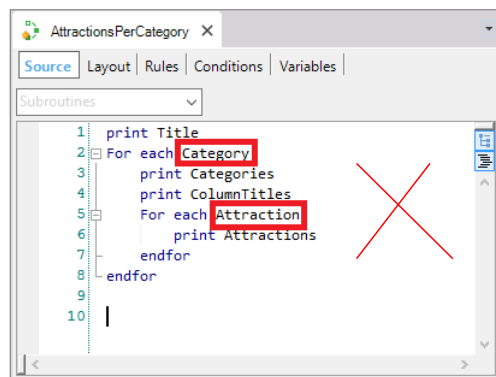 AttractionsPerCategory
Source Layout Rules Conditions Variables
Subroutines
1 print Title
2 For each Category
3 print Categories
4 print ColumnTitles
5 For each Attraction
6 print Attractions
7 endfor
8 endfor
9
10